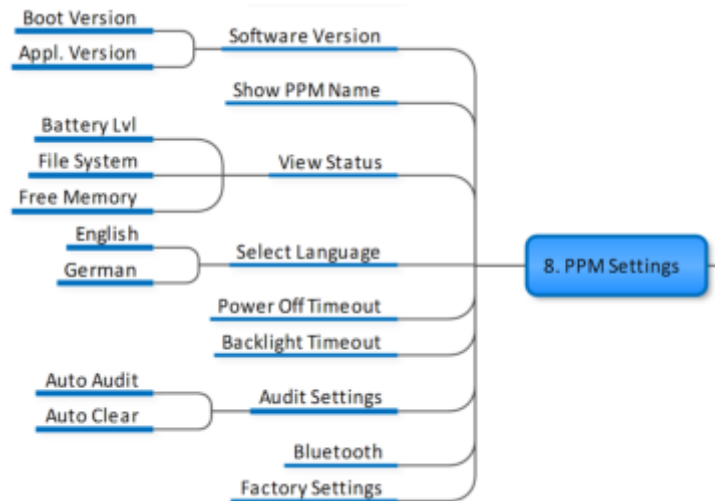 Boot Version
Appl. Version
Software Version
Show PPM Name
Battery Lvl
File System
Free Memory
View Status
English
German
Select Language
8. PPM Settings
Power Off Timeout
Backlight Timeout
Auto Audit
Auto Clear
Audit Settings
Bluetooth
Factory Settings